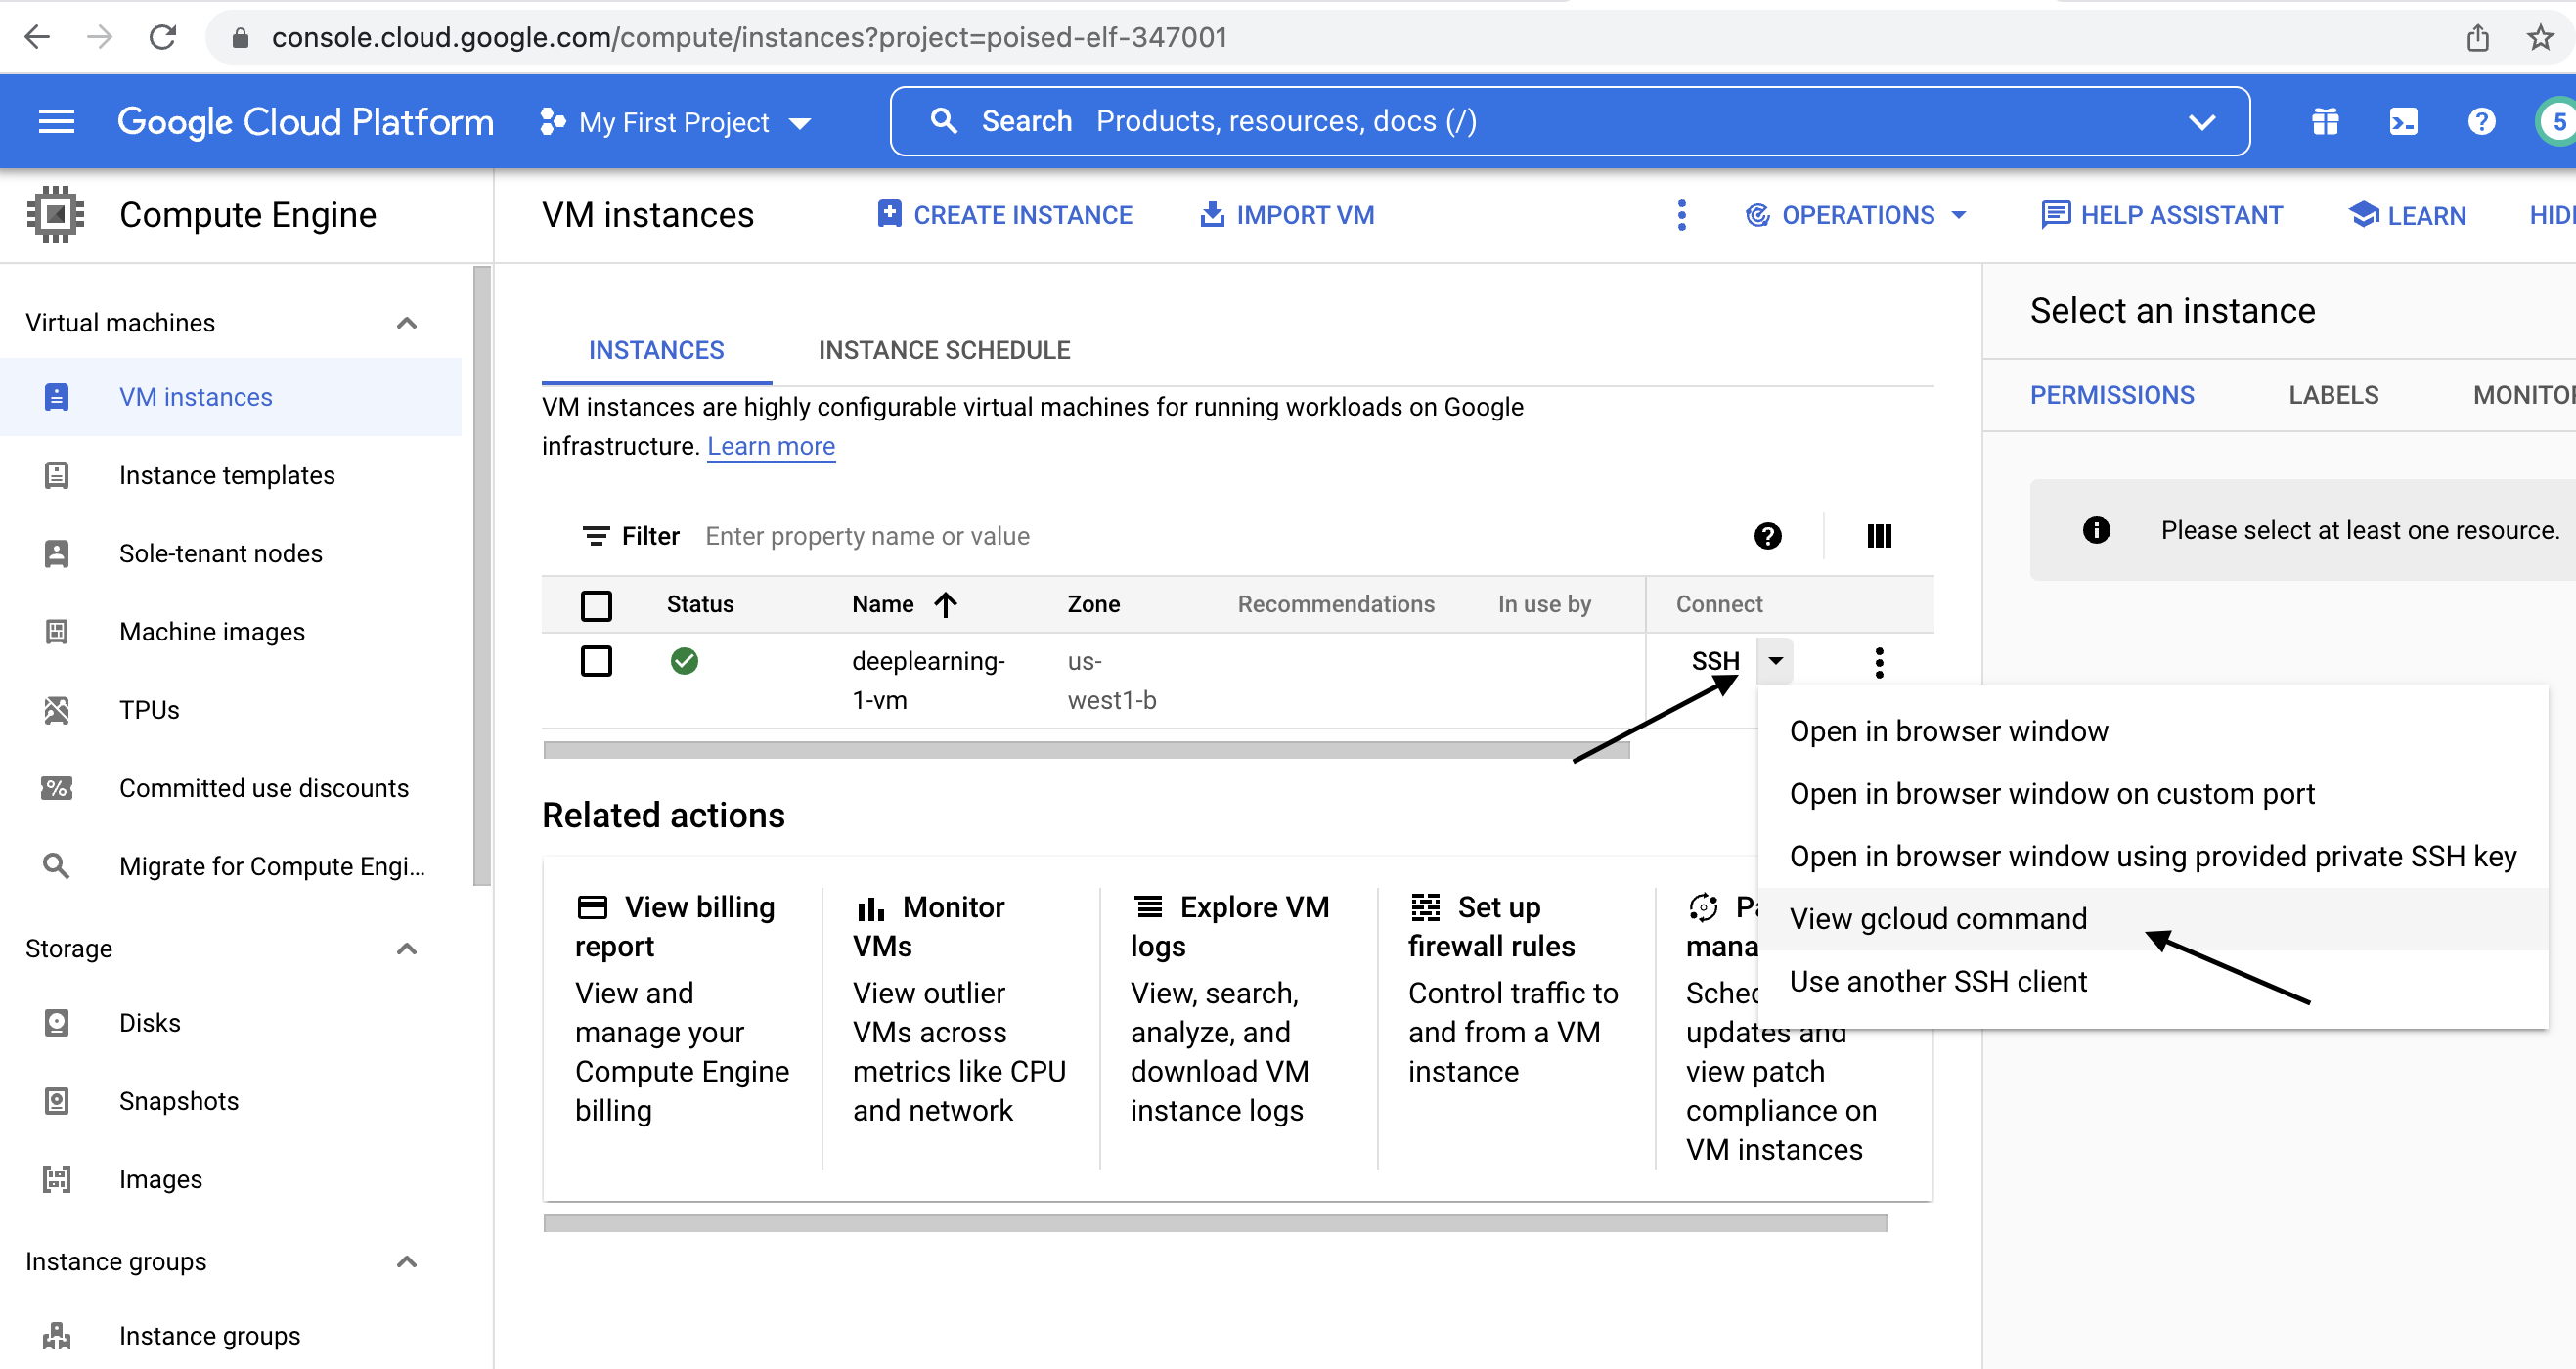 console.cloud.google.com/compute/instances?project=poised-elf-347001
Google Cloud Platform
My First Project
Search Products, resources, docs (/)
5
Compute Engine
VM instances
CREATE INSTANCE
IMPORT VM
OPERATIONS
HELP ASSISTANT
LEARN
HID
Virtual machines
VM instances
Instance templates
Sole-tenant nodes
Machine images
TPUs
Committed use discounts
Migrate for Compute Engi...
Storage
Disks
Snapshots
Images
Instance groups
Instance groups
INSTANCES
INSTANCE SCHEDULE
VM instances are highly configurable virtual machines for running workloads on Google
infrastructure. Learn more
Filter Enter property name or value
Status Name Zone Recommendations In use by Connect
deeplearning-
1-vm
us-
west1-b
SSH
Open in browser window
Open in browser window on custom port
Open in browser window using provided private SSH key
View gcloud command
Use another SSH client
Related actions
View billing
report
View and
manage your
Compute Engine
billing
Monitor
VMs
View outlier
VMs across
metrics like CPU
and network
Explore VM
logs
View, search,
analyze, and
download VM
instance logs
Set up
firewall rules
Control traffic to
and from a VM
instance
Pa
mana
Sched
updates and
view patch
compliance on
VM instances
Select an instance
PERMISSIONS
LABELS
MONITO
Please select at least one resource.